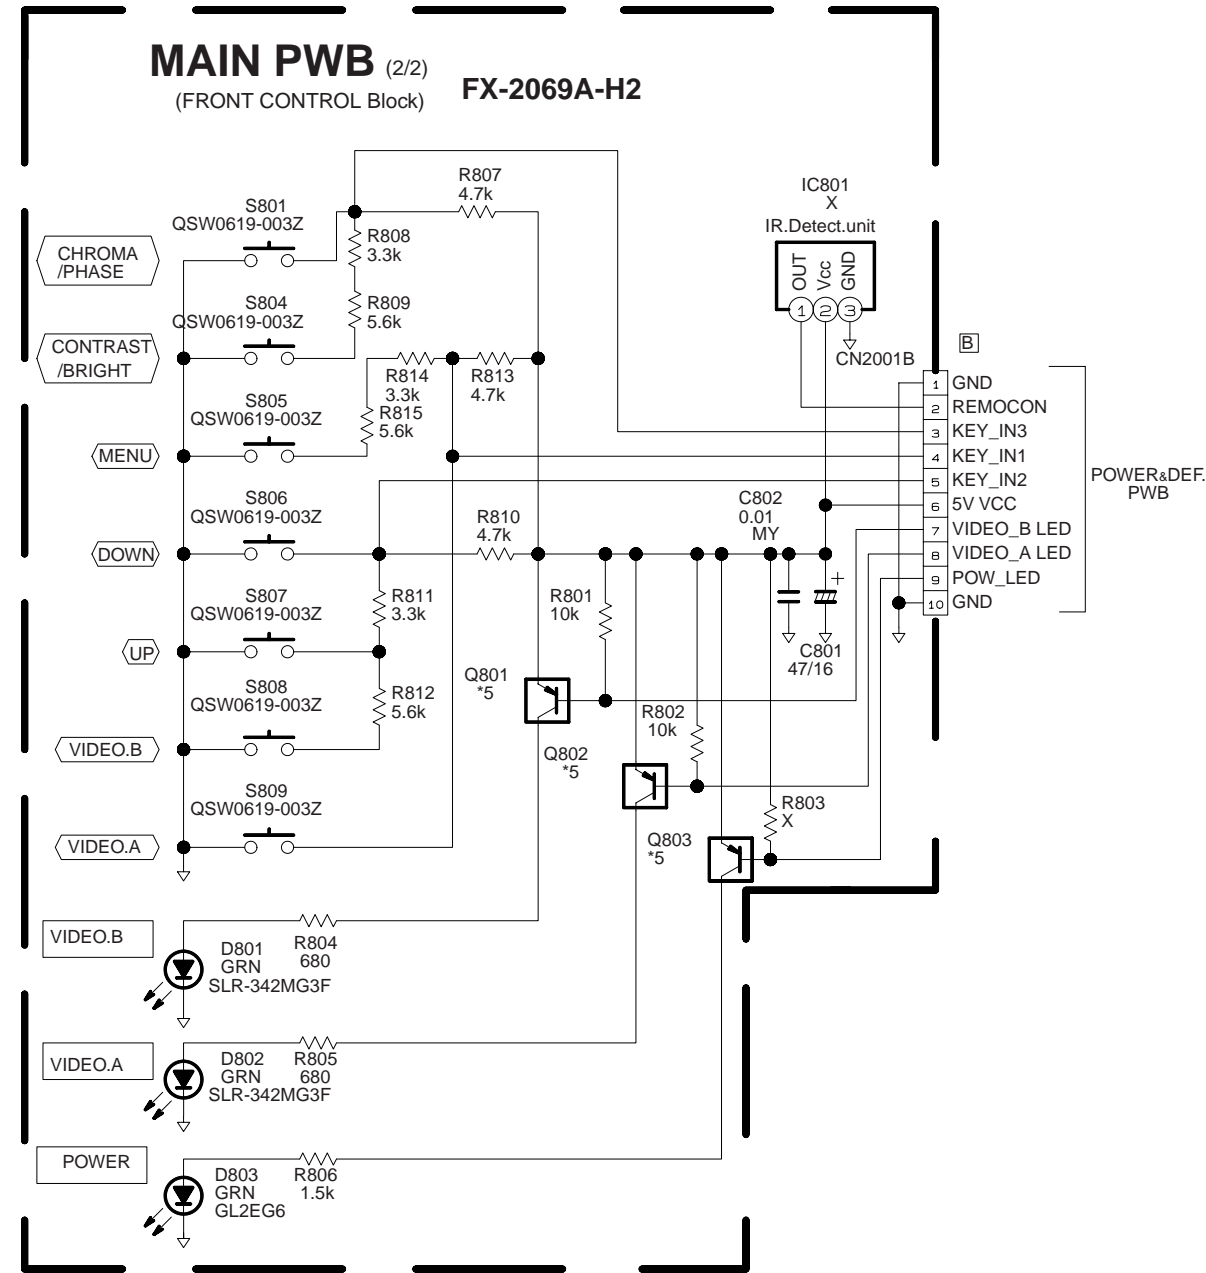 MAIN PWB (2/2)
(FRONT CONTROL Block)
FX-2069A-H2
R807
4.7k
IC801
X
IR.Detect.unit
OUT
Vcc
GND
1
2
3
S801
QSW0619-003Z
CHROMA
/PHASE
R808
3.3k
S804
QSW0619-003Z
R809
5.6k
CONTRAST
/BRIGHT
R814
3.3k
R813
4.7k
CN2001B
B
S805
QSW0619-003Z
R815
5.6k
MENU
1 GND
2 REMOCON
3 KEY_IN3
4 KEY_IN1
5 KEY_IN2
6 5V VCC
7 VIDEO_B LED
8 VIDEO_A LED
9 POW_LED
10 GND
POWER&DEF.
PWB
S806
QSW0619-003Z
DOWN
R810
4.7k
C802
0.01
MY
S807
QSW0619-003Z
R811
3.3k
R801
10k
+
C801
47/16
UP
S808
QSW0619-003Z
R812
5.6k
Q801
*5
R802
10k
VIDEO.B
Q802
*5
S809
QSW0619-003Z
R803
X
VIDEO.A
Q803
*5
VIDEO.B
D801
GRN
SLR-342MG3F
R804
680
VIDEO.A
D802
GRN
SLR-342MG3F
R805
680
POWER
D803
GRN
GL2EG6
R806
1.5k